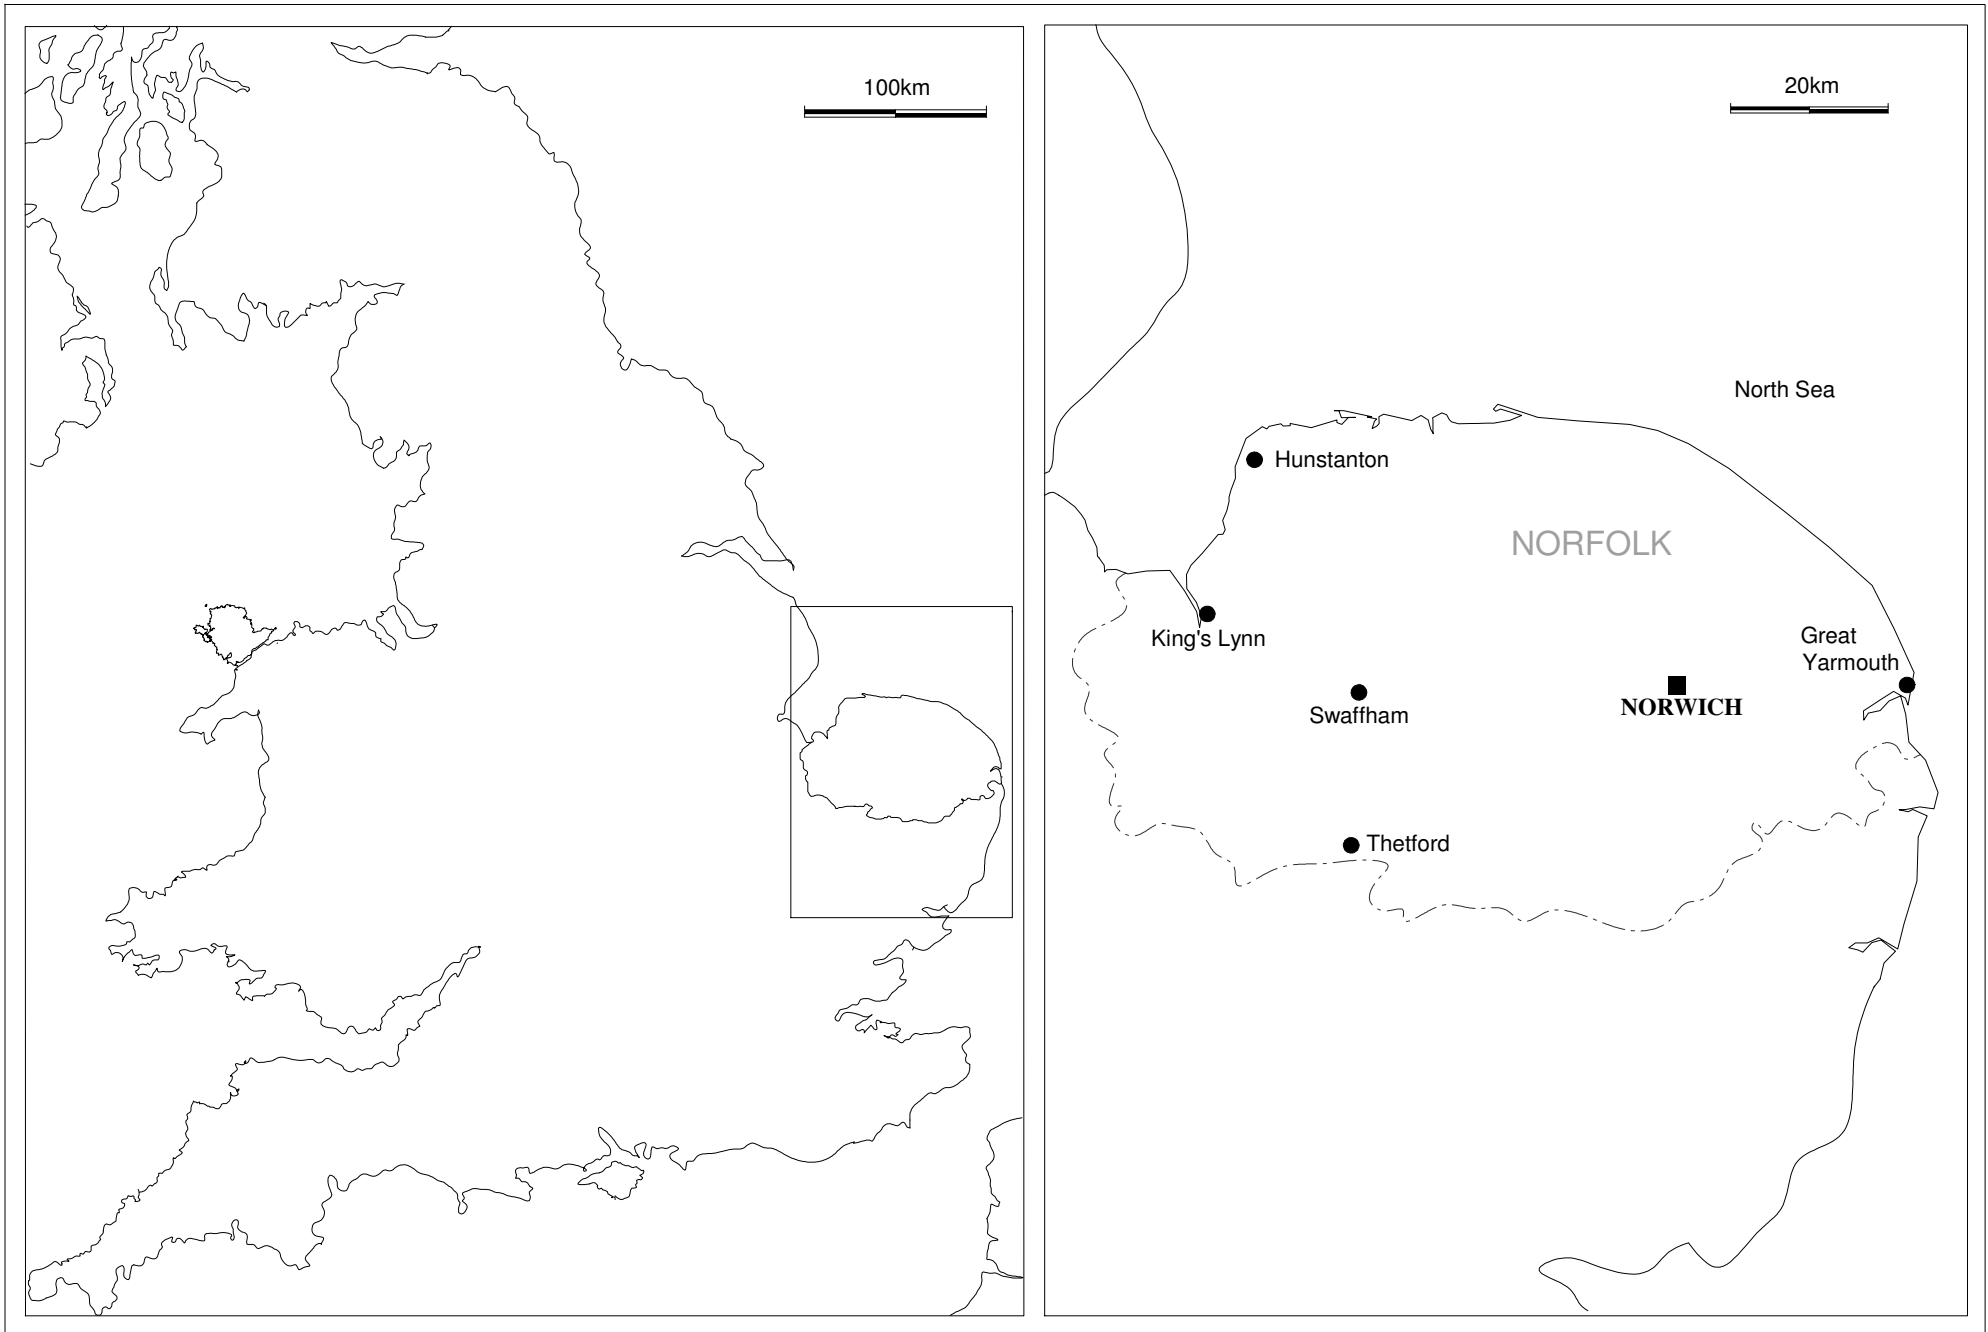 100km
20km
North Sea
Hunstanton
NORFOLK
King's Lynn
Great
Yarmouth
Swaffham
NORWICH
Thetford